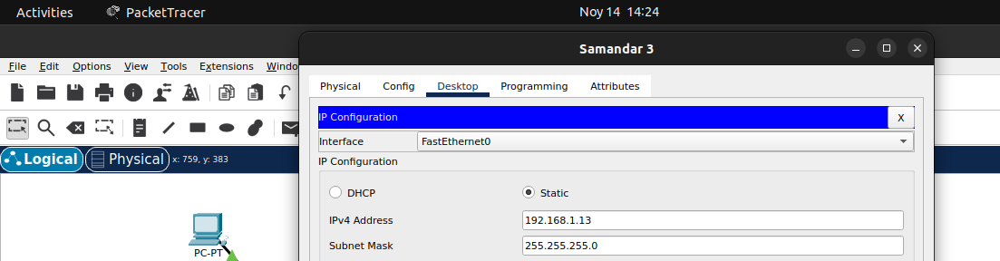 Activities PacketTracer Noy 14 14:24
Samandar 3
File Edit Options View Tools Extensions Windo
Physical Config Desktop Programming Attributes
IP Configuration X
Interface FastEthernet0
Logical Physical x: 759, y: 383
IP Configuration
DHCP Static
IPv4 Address 192.168.1.13
Subnet Mask 255.255.255.0
PC-PT